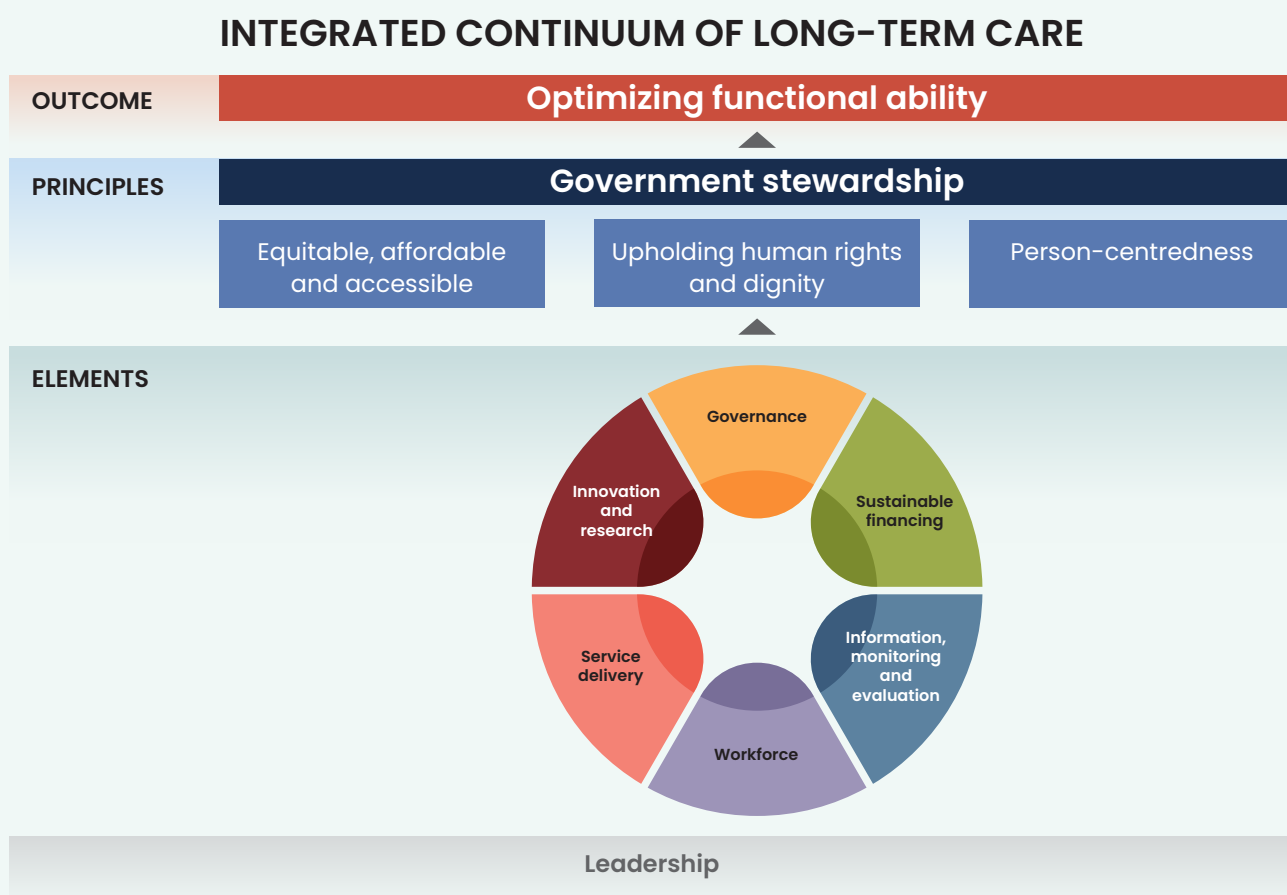 INTEGRATED CONTINUUM OF LONG-TERM CARE
OUTCOME
Optimizing functional ability
PRINCIPLES
Government stewardship
Equitable, affordable
and accessible
Upholding human rights
and dignity
Person-centredness
ELEMENTS
Governance
Sustainable
financing
Information,
monitoring
and
evaluation
Workforce
Service
delivery
Innovation
and
research
Leadership